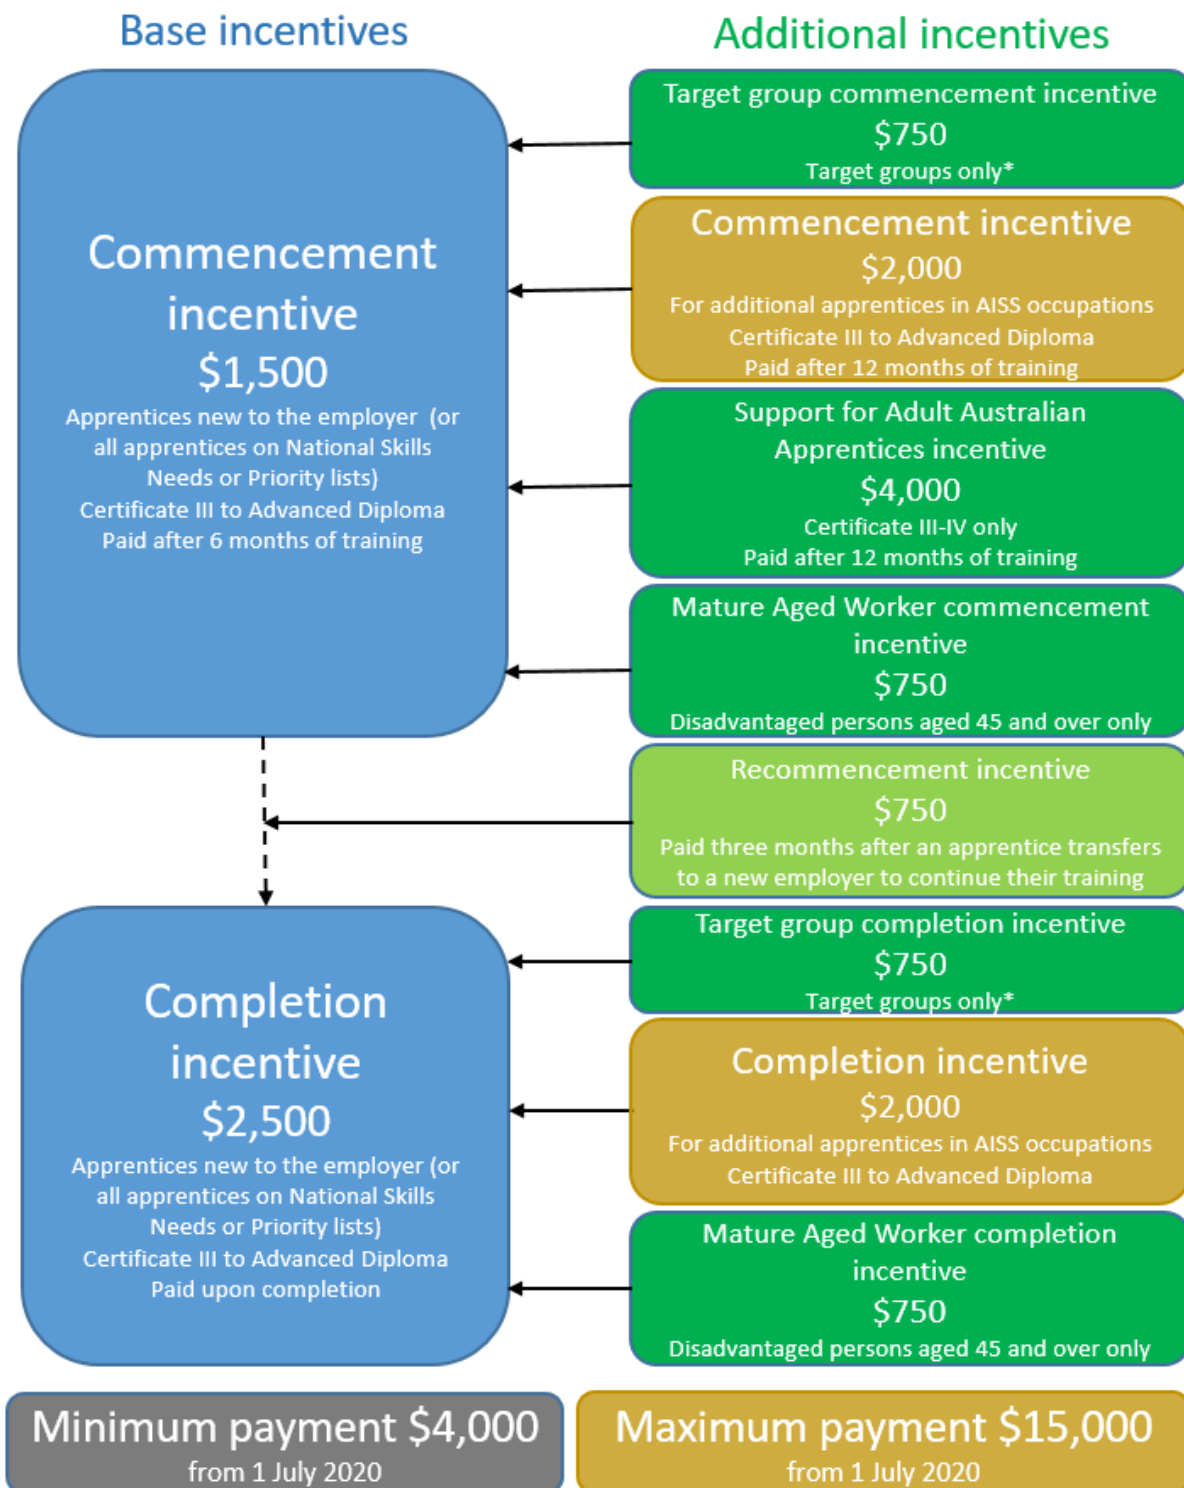 Base incentives
Commencement
incentive
$1,500
Apprentices new to the employer (or
all apprentices on National Skills
Needs or Priority lists)
Certificate III to Advanced Diploma
Paid after 6 months of training
Completion
incentive
$2,500
Apprentices new to the employer (or
all apprentices on National Skills
Needs or Priority lists)
Certificate III to Advanced Diploma
Paid upon completion
Additional incentives
Target group commencement incentive
$750
Target groups only*
Commencement incentive
$2,000
For additional apprentices in AISS occupations
Certificate III to Advanced Diploma
Paid after 12 months of training
Support for Adult Australian
Apprentices incentive
$4,000
Certificate III-IV only
Paid after 12 months of training
Mature Aged Worker commencement
incentive
$750
Disadvantaged persons aged 45 and over only
Recommencement incentive
$750
Paid three months after an apprentice transfers
to a new employer to continue their training
Target group completion incentive
$750
Target groups only*
Completion incentive
$2,000
For additional apprentices in AISS occupations
Certificate III to Advanced Diploma
Mature Aged Worker completion
incentive
$750
Disadvantaged persons aged 45 and over only
Minimum payment $4,000
from 1 July 2020
Maximum payment $15,000
from 1 July 2020